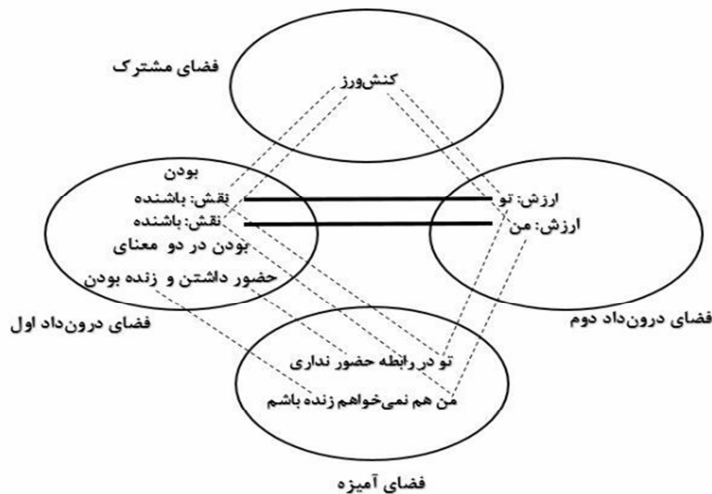 فضای مشترک
کنش‌ورز
بودن
نقش: باشنده
نقش: باشنده
بودن در دو معنای
حضور داشتن و زنده بودن
ارزش: تو
ارزش: من
فضای درون‌داد اول
فضای درون‌داد دوم
تو در رابطه حضور نداری
من هم نمی‌خواهم زنده باشم
فضای آمیزه